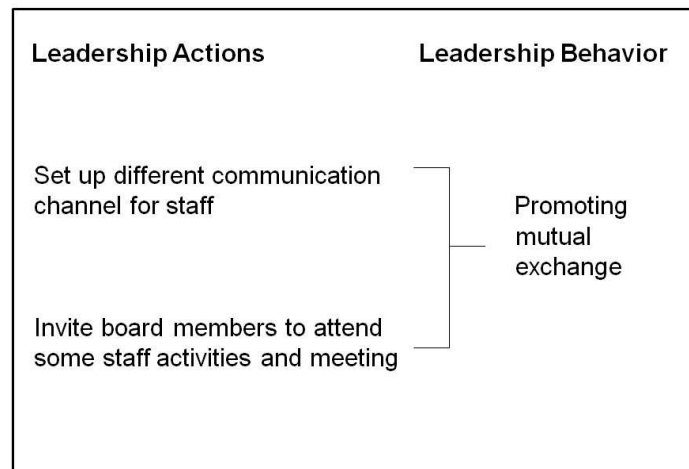 Leadership Actions
Leadership Behavior
Set up different communication
channel for staff
Promoting
mutual
exchange
Invite board members to attend
some staff activities and meeting